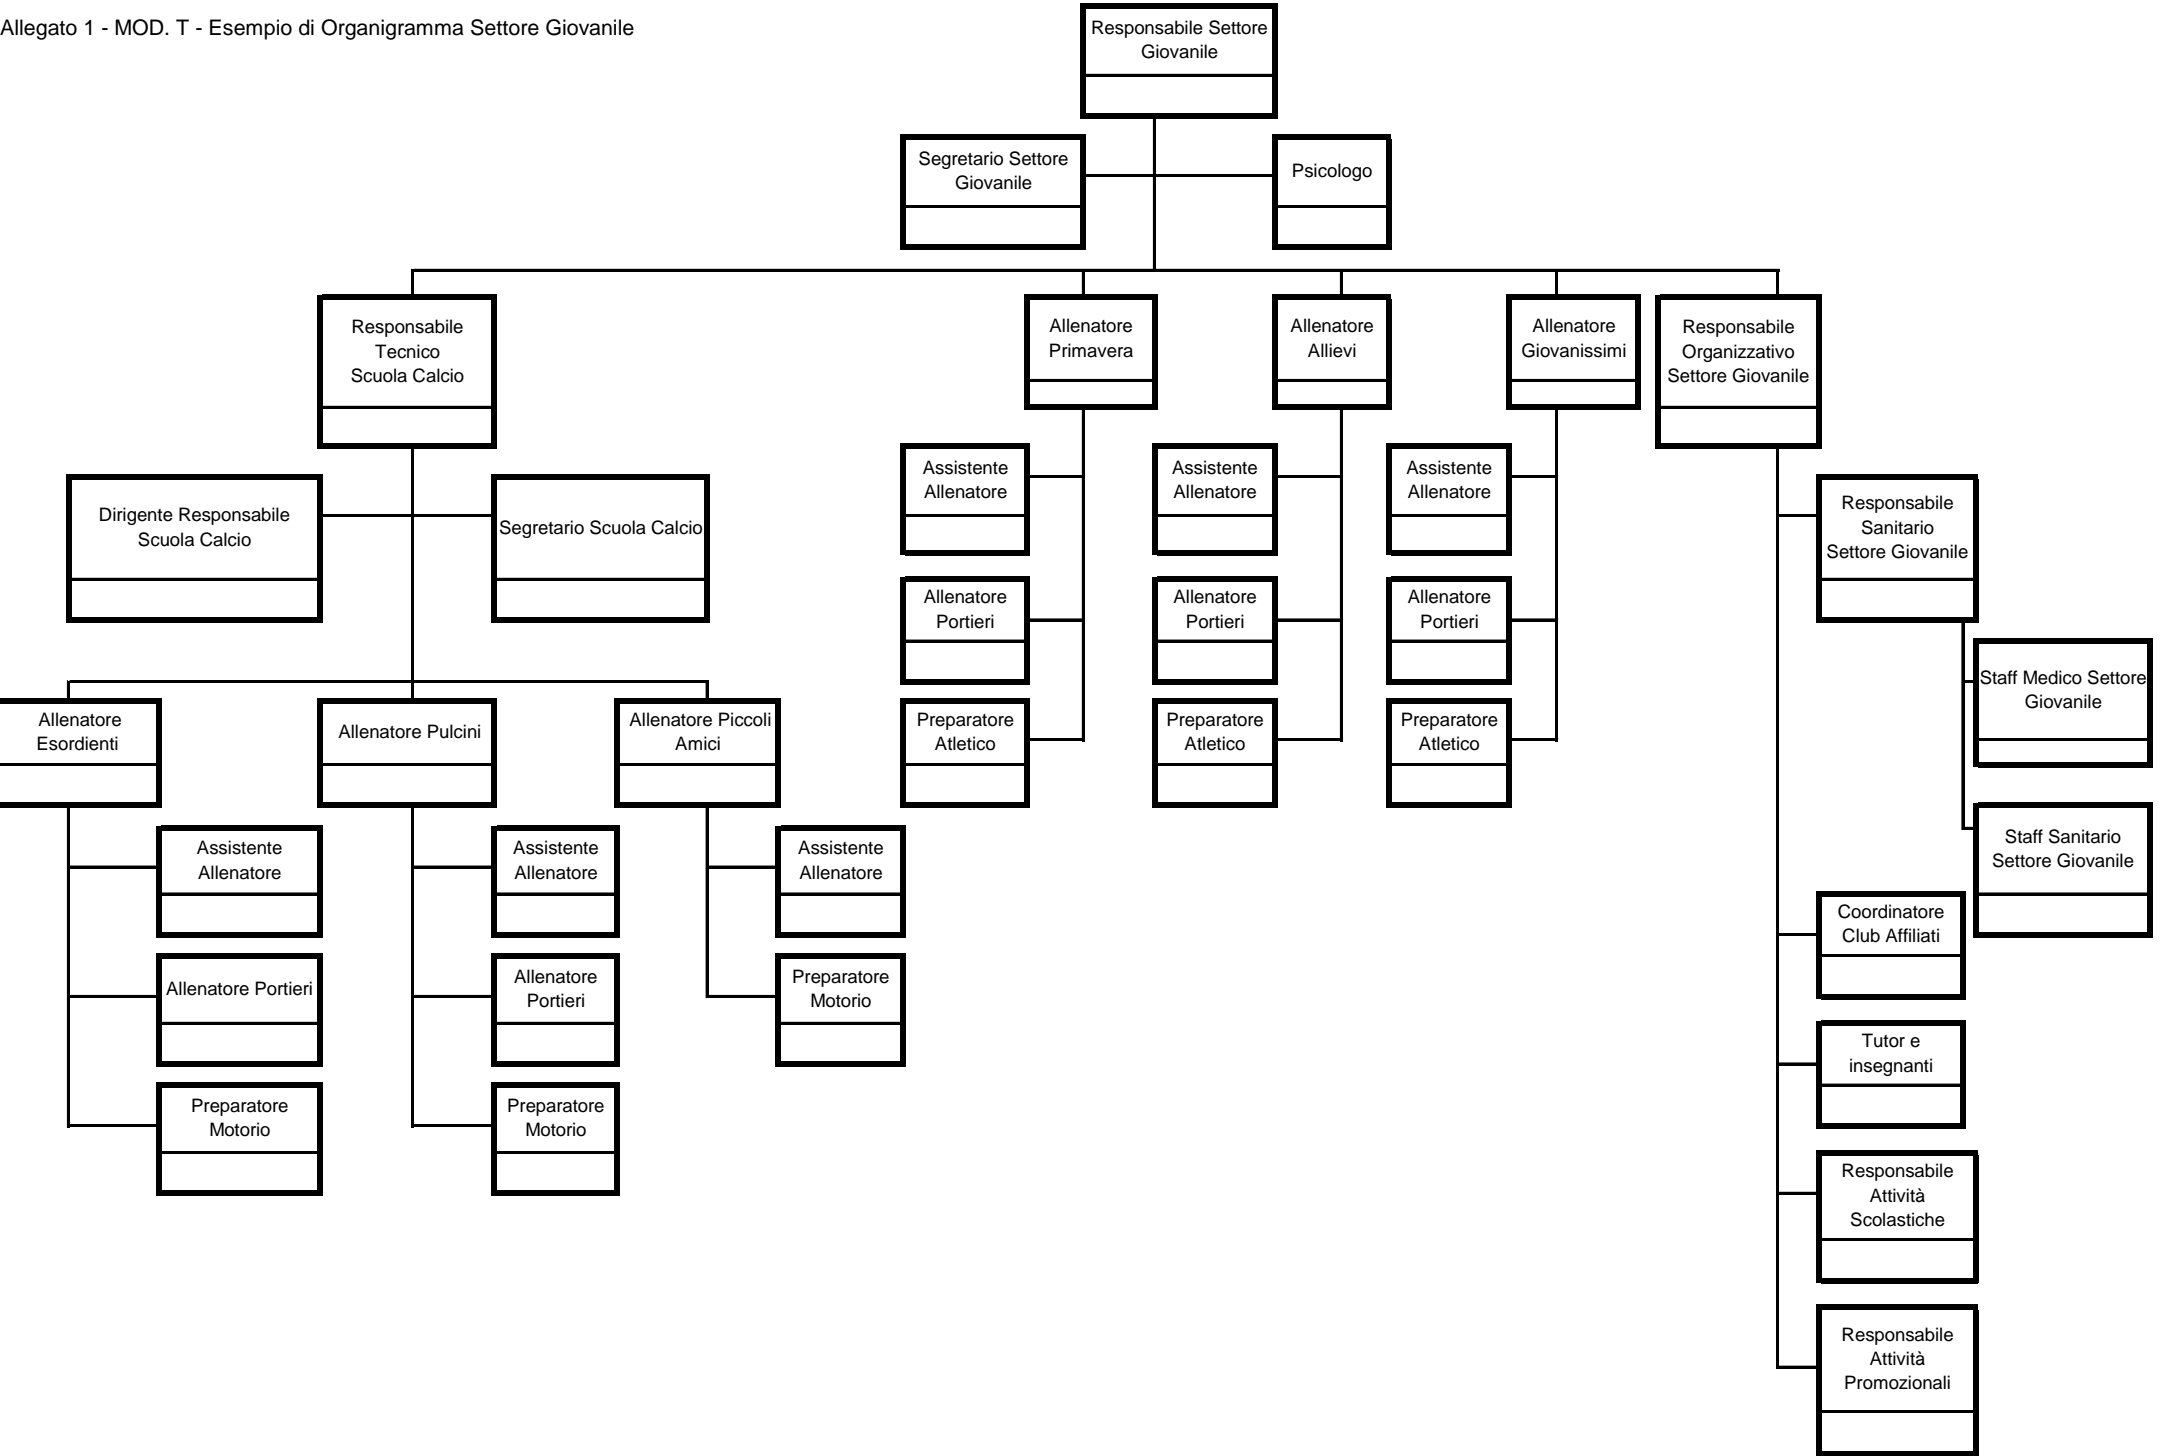 Allegato 1 - MOD. T - Esempio di Organigramma Settore Giovanile
Responsabile Settore
Giovanile
Segretario Settore
Giovanile
Psicologo
Responsabile
Tecnico
Scuola Calcio
Allenatore
Primavera
Allenatore
Allievi
Allenatore
Giovanissimi
Responsabile
Organizzativo
Settore Giovanile
Dirigente Responsabile
Scuola Calcio
Segretario Scuola Calcio
Assistente
Allenatore
Assistente
Allenatore
Assistente
Allenatore
Responsabile
Sanitario
Settore Giovanile
Allenatore
Portieri
Allenatore
Portieri
Allenatore
Portieri
Staff Medico Settore
Giovanile
Allenatore
Esordienti
Allenatore Pulcini
Allenatore Piccoli
Amici
Preparatore
Atletico
Preparatore
Atletico
Preparatore
Atletico
Staff Sanitario
Settore Giovanile
Assistente
Allenatore
Assistente
Allenatore
Assistente
Allenatore
Coordinatore
Club Affiliati
Allenatore Portieri
Allenatore
Portieri
Preparatore
Motorio
Tutor e
insegnanti
Preparatore
Motorio
Preparatore
Motorio
Responsabile
Attività
Scolastiche
Responsabile
Attività
Promozionali